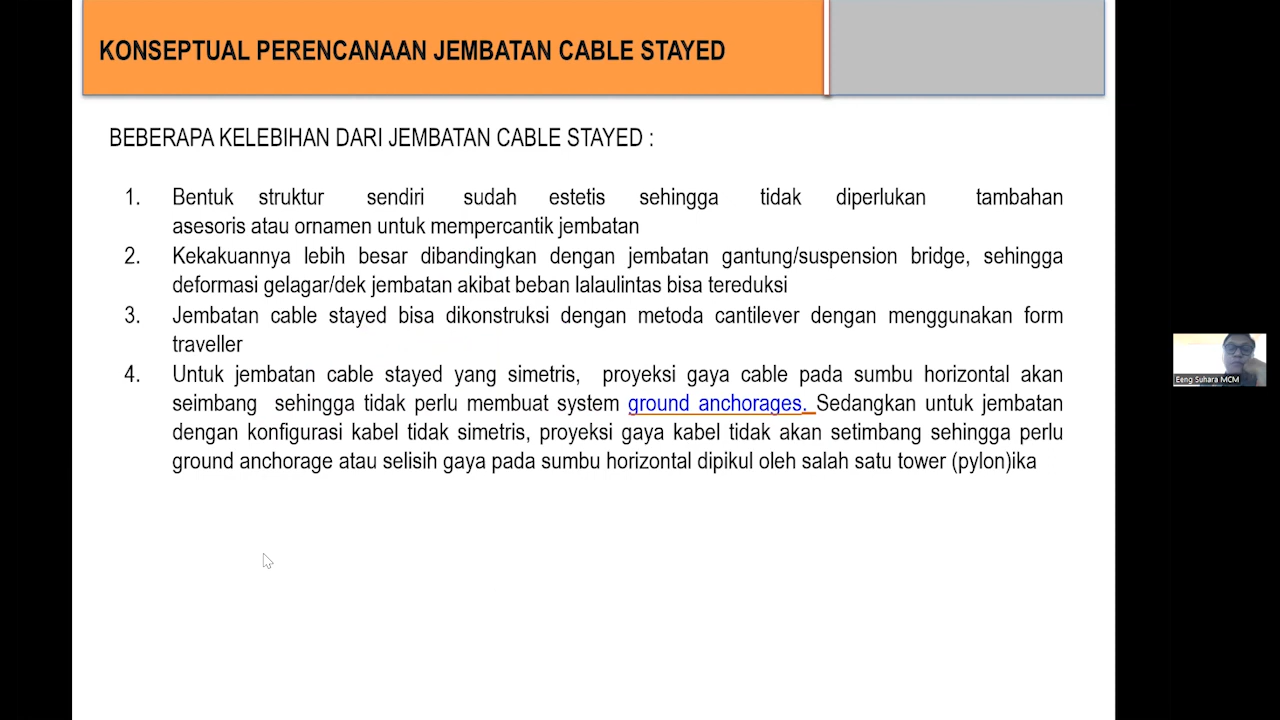 KONSEPTUAL PERENCANAAN JEMBATAN CABLE STAYED
BEBERAPA KELEBIHAN DARI JEMBATAN CABLE STAYED :
1. Bentuk struktur sendiri sudah estetis sehingga tidak diperlukan tambahan
asesoris atau ornamen untuk mempercantik jembatan
2. Kekakuannya lebih besar dibandingkan dengan jembatan gantung/suspension bridge, sehingga
deformasi gelagar/dek jembatan akibat beban lalaulintas bisa tereduksi
3. Jembatan cable stayed bisa dikonstruksi dengan metoda cantilever dengan menggunakan form
traveller
4. Untuk jembatan cable stayed yang simetris, proyeksi gaya cable pada sumbu horizontal akan
seimbang sehingga tidak perlu membuat system ground anchorages. Sedangkan untuk jembatan
dengan konfigurasi kabel tidak simetris, proyeksi gaya kabel tidak akan setimbang sehingga perlu
ground anchorage atau selisih gaya pada sumbu horizontal dipikul oleh salah satu tower (pylon)ika
Eeng Suhara MCM